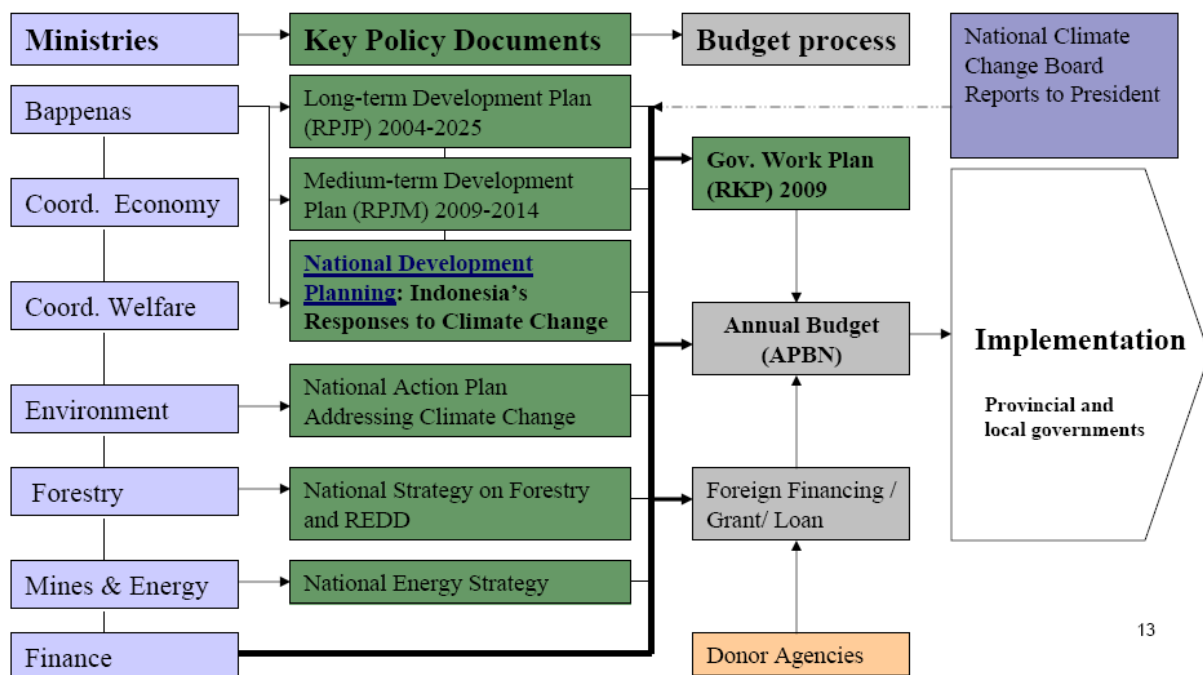 Ministries
Key Policy Documents
Budget process
National Climate
Change Board
Reports to President
Bappenas
Long-term Development Plan
(RPJP) 2004-2025
Gov. Work Plan
(RKP) 2009
Coord. Economy
Medium-term Development
Plan (RPJM) 2009-2014
National Development
Planning: Indonesia’s
Responses to Climate Change
Coord. Welfare
Annual Budget
(APBN)
Implementation
Provincial and
local governments
Environment
National Action Plan
Addressing Climate Change
Forestry
National Strategy on Forestry
and REDD
Foreign Financing /
Grant/ Loan
Mines & Energy
National Energy Strategy
Finance
Donor Agencies
13